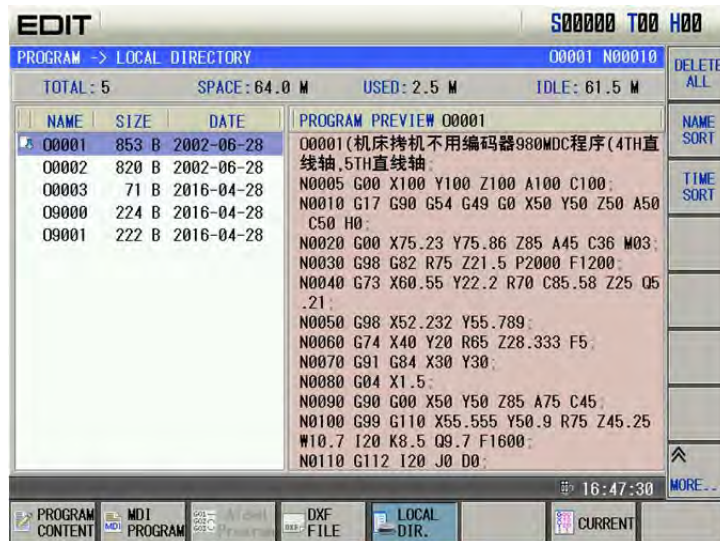 EDIT
S00000 T00 H00
PROGRAM -> LOCAL DIRECTORY
O0001 N00010
TOTAL: 5
SPACE: 64.0 M
USED: 2.5 M
IDLE: 61.5 M
NAME SIZE DATE
O0001 853 B 2002-06-28
O0002 820 B 2002-06-28
O0003 71 B 2016-04-28
O9000 224 B 2016-04-28
O9001 222 B 2016-04-28
PROGRAM PREVIEW O0001
O0001(机床拷机不用编码器980MDC程序(4TH直
线轴,5TH直线轴;
N0005 G00 X100 Y100 Z100 A100 C100;
N0010 G17 G90 G54 G49 G0 X50 Y50 Z50 A50
C50 H0;
N0020 G00 X75.23 Y75.86 Z85 A45 C36 M03;
N0030 G98 G82 R75 Z21.5 P2000 F1200;
N0040 G73 X60.55 Y22.2 R70 C85.58 Z25 Q5
.21;
N0050 G98 X52.232 Y55.789;
N0060 G74 X40 Y20 R65 Z28.333 F5;
N0070 G91 G84 X30 Y30;
N0080 G04 X1.5;
N0090 G90 G00 X50 Y50 Z85 A75 C45;
N0100 G99 G110 X55.555 Y50.9 R75 Z45.25
W10.7 I20 K8.5 Q9.7 F1600;
N0110 G112 I20 J0 D0;
DELETE
ALL
NAME
SORT
TIME
SORT
MORE..
16:47:30
PROGRAM
CONTENT
MDI
PROGRAM
DXF
FILE
LOCAL
DIR.
CURRENT